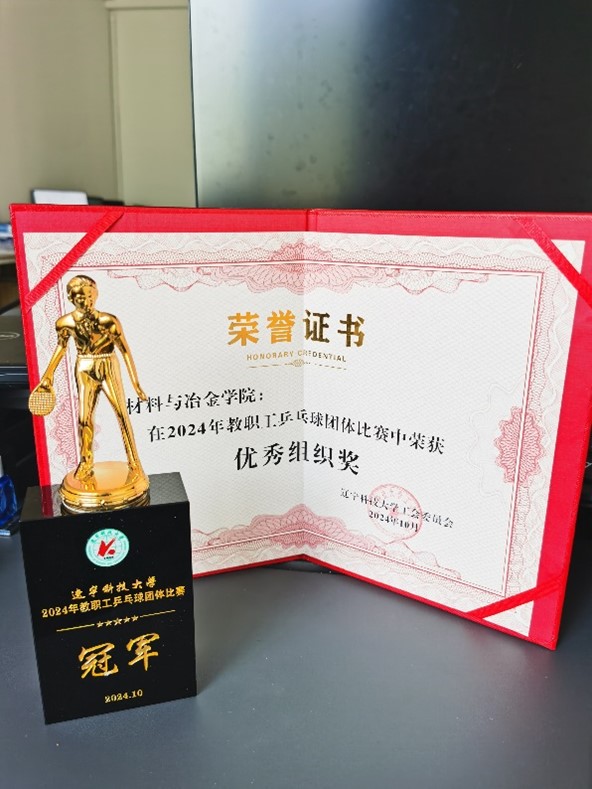 荣誉证书
HONORARY CREDENTIAL
材料与冶金学院：
在2024年教职工乒乓球团体比赛中荣获
优秀组织奖
辽宁科技大学工会委员会
2024年10月
辽宁科技大学
2024年教职工乒乓球团体比赛
冠军
2024.10